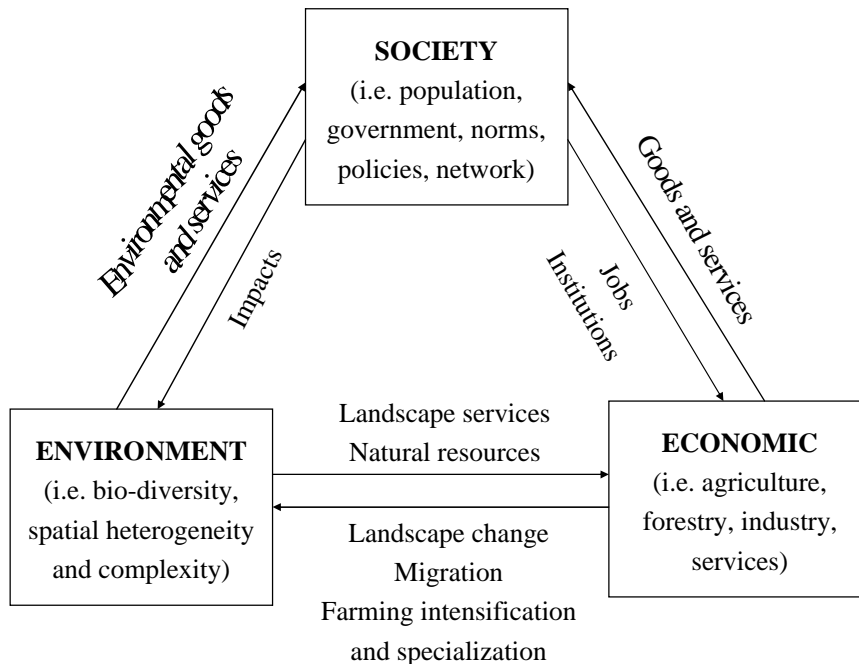 SOCIETY
(i.e. population,
government, norms,
policies, network)
Environmental goods
and services
Impacts
Goods and services
Jobs
Institutions
ENVIRONMENT
(i.e. bio-diversity,
spatial heterogeneity
and complexity)
Landscape services
Natural resources
Landscape change
Migration
Farming intensification
and specialization
ECONOMIC
(i.e. agriculture,
forestry, industry,
services)